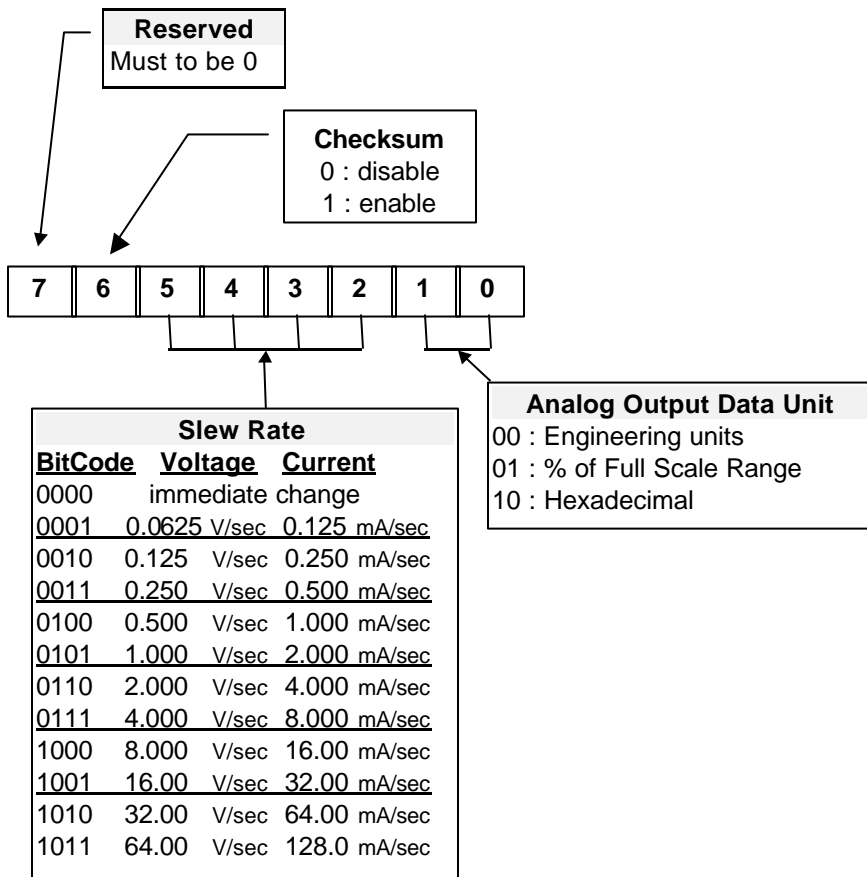 Reserved
Must to be 0
Checksum
0 : disable
1 : enable
7 6 5 4 3 2 1 0
Slew Rate
BitCode Voltage Current
0000 immediate change
0001 0.0625 V/sec 0.125 mA/sec
0010 0.125 V/sec 0.250 mA/sec
0011 0.250 V/sec 0.500 mA/sec
0100 0.500 V/sec 1.000 mA/sec
0101 1.000 V/sec 2.000 mA/sec
0110 2.000 V/sec 4.000 mA/sec
0111 4.000 V/sec 8.000 mA/sec
1000 8.000 V/sec 16.00 mA/sec
1001 16.00 V/sec 32.00 mA/sec
1010 32.00 V/sec 64.00 mA/sec
1011 64.00 V/sec 128.0 mA/sec
Analog Output Data Unit
00 : Engineering units
01 : % of Full Scale Range
10 : Hexadecimal